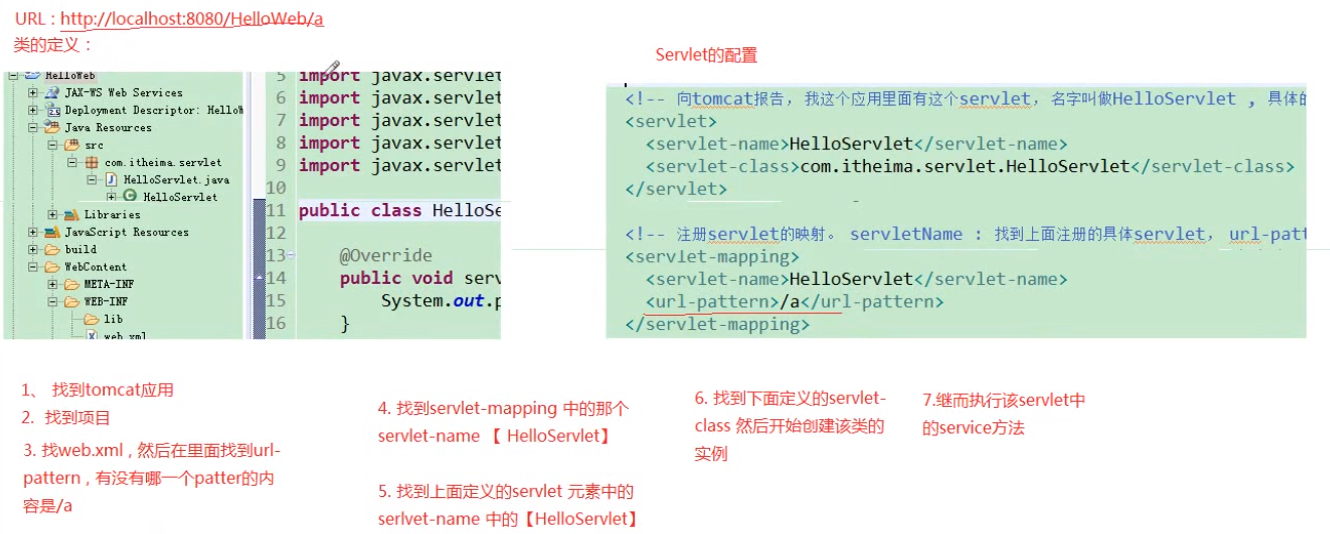 URL : http://localhost:8080/HelloWeb/a
类的定义：
HelloWeb
JAX-WS Web Services
Deployment Descriptor: HelloW
Java Resources
src
com.itheima.servlet
HelloServlet.java
HelloServlet
Libraries
JavaScript Resources
build
WebContent
META-INF
WEB-INF
lib
web.xml
5 import javax.servlet
6 import javax.servlet
7 import javax.servlet
8 import javax.servlet
9 import javax.servlet
10
11 public class HelloSe
12
13 @Override
14 public void serv
15 System.out.p
16 }
Servlet的配置
<!-- 向tomcat报告，我这个应用里面有这个servlet，名字叫做HelloServlet , 具体的
<servlet>
<servlet-name>HelloServlet</servlet-name>
<servlet-class>com.itheima.servlet.HelloServlet</servlet-class>
</servlet>
<!-- 注册servlet的映射。 servletName : 找到上面注册的具体servlet， url-patt
<servlet-mapping>
<servlet-name>HelloServlet</servlet-name>
<url-pattern>/a</url-pattern>
</servlet-mapping>
1、 找到tomcat应用
2. 找到项目
3. 找web.xml , 然后在里面找到url-
pattern , 有没有哪一个patter的内
容是/a
4. 找到servlet-mapping 中的那个
servlet-name 【 HelloServlet】
5. 找到上面定义的servlet 元素中的
serlvet-name 中的【HelloServlet】
6. 找到下面定义的servlet-
class 然后开始创建该类的
实例
7.继而执行该servlet中
的service方法